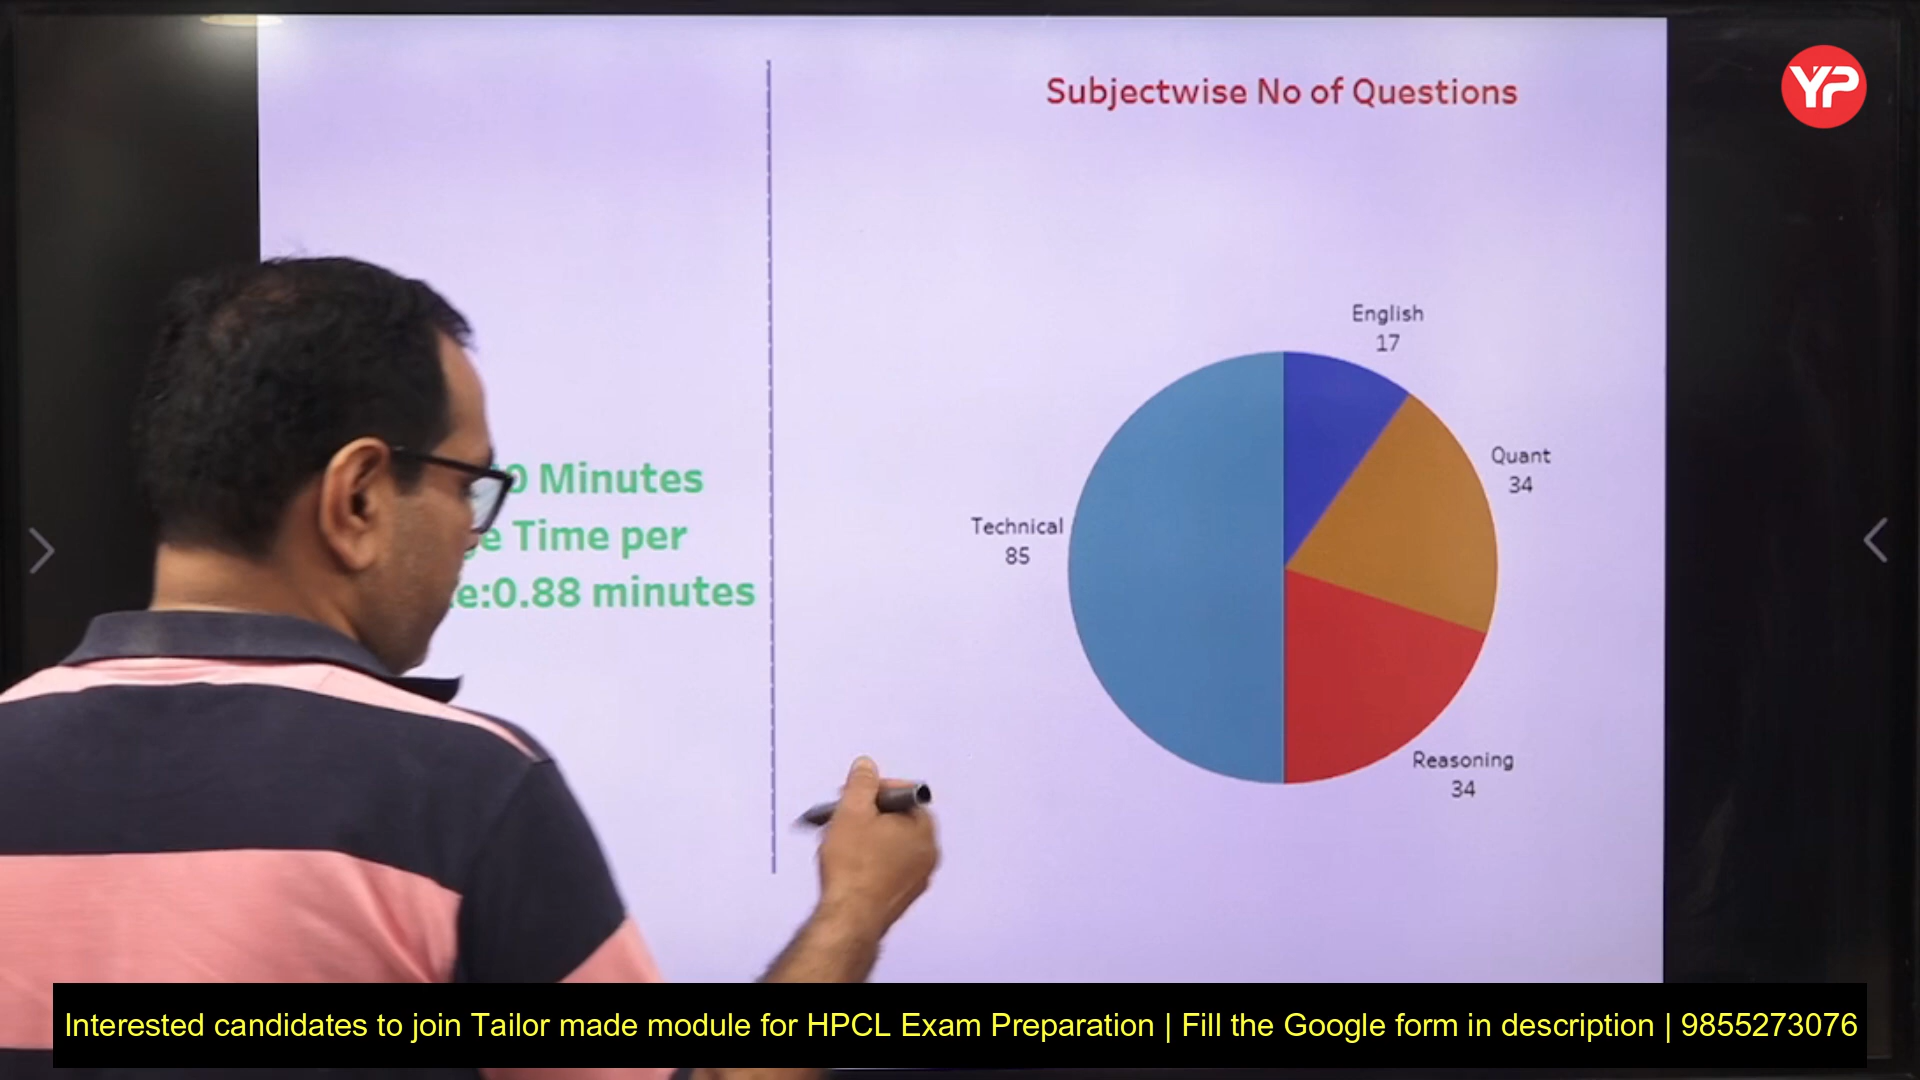 YP
Subjectwise No of Questions
English
17
Quant
34
Technical
85
Reasoning
34
Minutes
Time per
0.88 minutes
Interested candidates to join Tailor made module for HPCL Exam Preparation | Fill the Google form in description | 9855273076